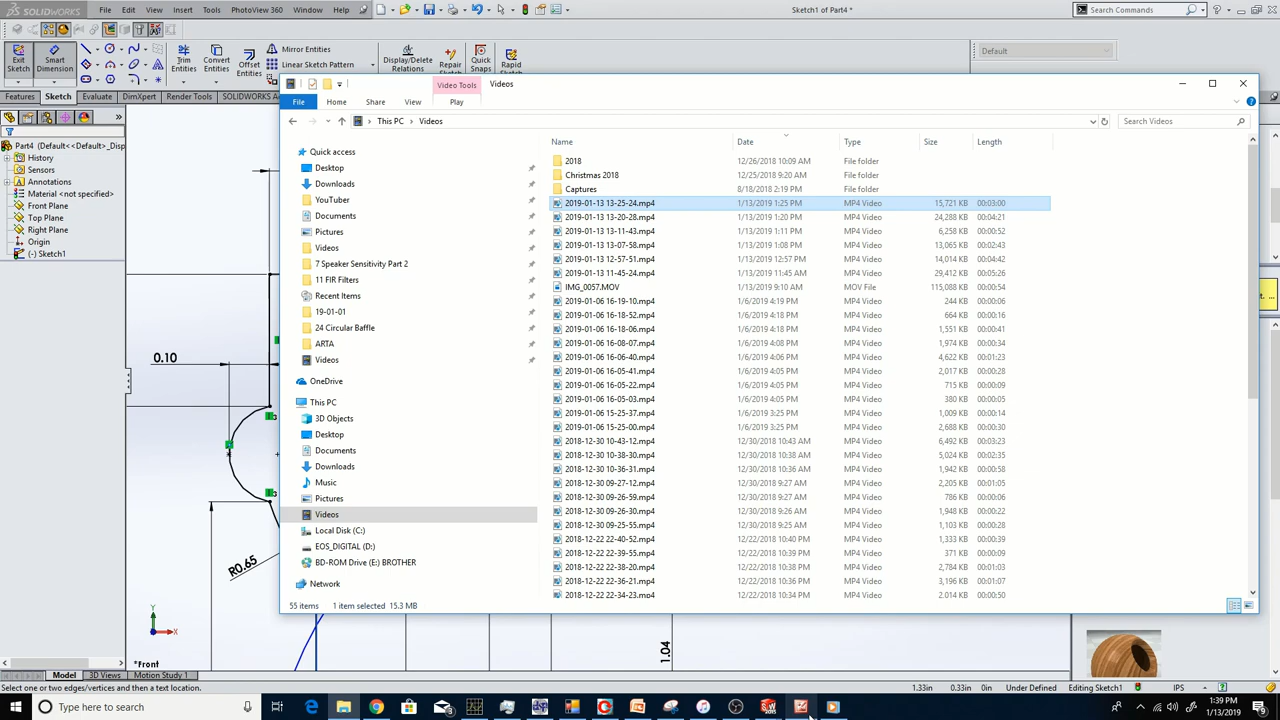 SOLIDWORKS File Edit View Insert Tools PhotoView 360 Window Help Sketch1 of Part4 * Search Commands
Exit Sketch Smart Dimension Trim Entities Convert Entities Offset Entities Mirror Entities Linear Sketch Pattern Display/Delete Relations Repair Sketch Quick Snaps Rapid Default
Features Sketch Evaluate DimXpert Render Tools SOLIDWORKS
Part4 (Default<<Default>_Disp
History
Sensors
Annotations
Material <not specified>
Front Plane
Top Plane
Right Plane
Origin
(-) Sketch1
Video Tools Videos
File Home Share View Play
This PC Videos Search Videos
Quick access
Desktop
Downloads
YouTuber
Documents
Pictures
Videos
7 Speaker Sensitivity Part 2
11 FIR Filters
Recent Items
19-01-01
24 Circular Baffle
ARTA
Videos
OneDrive
This PC
3D Objects
Desktop
Documents
Downloads
Music
Pictures
Videos
Local Disk (C:)
EOS_DIGITAL (D:)
BD-ROM Drive (E:) BROTHER
Network
Name Date Type Size Length
2018 12/26/2018 10:09 AM File folder
Christmas 2018 12/25/2018 9:20 AM File folder
Captures 8/18/2018 2:19 PM File folder
2019-01-13 13-25-24.mp4 1/13/2019 1:25 PM MP4 Video 15,721 KB 00:03:00
2019-01-13 13-20-28.mp4 1/13/2019 1:20 PM MP4 Video 24,288 KB 00:04:21
2019-01-13 13-11-43.mp4 1/13/2019 1:11 PM MP4 Video 6,258 KB 00:00:52
2019-01-13 13-07-58.mp4 1/13/2019 1:08 PM MP4 Video 13,065 KB 00:02:43
2019-01-13 12-57-51.mp4 1/13/2019 12:57 PM MP4 Video 14,014 KB 00:02:42
2019-01-13 11-45-24.mp4 1/13/2019 11:45 AM MP4 Video 29,412 KB 00:05:26
IMG_0057.MOV 1/13/2019 9:10 AM MOV File 115,088 KB 00:00:54
2019-01-06 16-19-10.mp4 1/6/2019 4:19 PM MP4 Video 244 KB 00:00:06
2019-01-06 16-18-52.mp4 1/6/2019 4:18 PM MP4 Video 664 KB 00:00:16
2019-01-06 16-18-06.mp4 1/6/2019 4:18 PM MP4 Video 1,551 KB 00:00:41
2019-01-06 16-08-07.mp4 1/6/2019 4:08 PM MP4 Video 1,974 KB 00:00:34
2019-01-06 16-06-40.mp4 1/6/2019 4:06 PM MP4 Video 4,622 KB 00:01:23
2019-01-06 16-05-41.mp4 1/6/2019 4:05 PM MP4 Video 2,017 KB 00:00:28
2019-01-06 16-05-22.mp4 1/6/2019 4:05 PM MP4 Video 715 KB 00:00:09
2019-01-06 16-05-03.mp4 1/6/2019 4:05 PM MP4 Video 380 KB 00:00:05
2019-01-06 15-25-37.mp4 1/6/2019 3:25 PM MP4 Video 1,009 KB 00:00:14
2019-01-06 15-25-00.mp4 1/6/2019 3:25 PM MP4 Video 2,688 KB 00:00:30
2018-12-30 10-43-12.mp4 12/30/2018 10:43 AM MP4 Video 6,492 KB 00:03:23
2018-12-30 10-38-30.mp4 12/30/2018 10:38 AM MP4 Video 5,024 KB 00:02:35
2018-12-30 10-36-31.mp4 12/30/2018 10:36 AM MP4 Video 2,469 KB 00:00:58
2018-12-30 09-27-12.mp4 12/30/2018 9:27 AM MP4 Video 2,205 KB 00:01:05
2018-12-30 09-26-59.mp4 12/30/2018 9:27 AM MP4 Video 786 KB 00:00:06
2018-12-30 09-26-30.mp4 12/30/2018 9:26 AM MP4 Video 1,948 KB 00:00:22
2018-12-30 09-25-55.mp4 12/30/2018 9:25 AM MP4 Video 1,103 KB 00:00:28
2018-12-22 22-40-52.mp4 12/22/2018 10:40 PM MP4 Video 1,333 KB 00:00:39
2018-12-22 22-39-55.mp4 12/22/2018 10:39 PM MP4 Video 371 KB 00:00:09
2018-12-22 22-38-20.mp4 12/22/2018 10:38 PM MP4 Video 2,784 KB 00:01:03
2018-12-22 22-36-21.mp4 12/22/2018 10:36 PM MP4 Video 3,196 KB 00:01:07
2018-12-22 22-34-23.mp4 12/22/2018 10:34 PM MP4 Video 2,014 KB 00:00:50
55 items 1 item selected 15.3 MB
0.10
R0.65
1.04
Y
X
*Front
Model 3D Views Motion Study 1
Select one or two edges/vertices and then a text location. 1.33in 0.33in 0in Under Defined Editing Sketch1 IPS
Type here to search 1:39 PM
1/13/2019